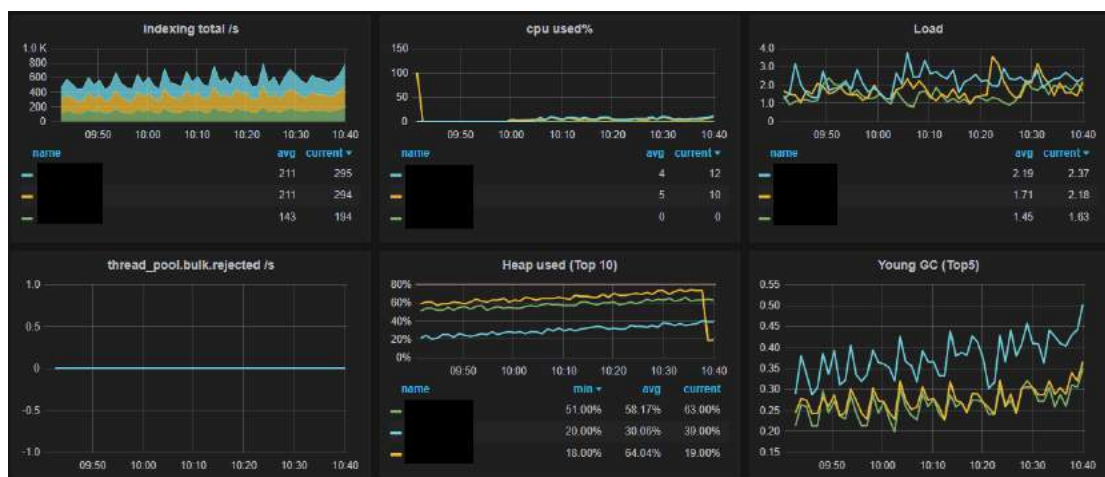 indexing total /s
1.0 K
800
600
400
200
0
09:50 10:00 10:10 10:20 10:30 10:40
name avg current
211 295
211 294
143 194
cpu used%
150
100
50
0
09:50 10:00 10:10 10:20 10:30 10:40
name avg current
4 12
5 10
0 0
Load
4.0
3.0
2.0
1.0
0
09:50 10:00 10:10 10:20 10:30 10:40
name avg current
2.19 2.37
1.71 2.18
1.45 1.63
thread_pool.bulk.rejected /s
1.0
0.5
0
-0.5
-1.0
09:50 10:00 10:10 10:20 10:30 10:40
Heap used (Top 10)
80%
60%
40%
20%
0%
09:50 10:00 10:10 10:20 10:30 10:40
name min avg current
51.00% 58.17% 63.00%
20.00% 30.06% 39.00%
18.00% 64.04% 19.00%
Young GC (Top5)
0.55
0.50
0.45
0.40
0.35
0.30
0.25
0.20
0.15
09:50 10:00 10:10 10:20 10:30 10:40